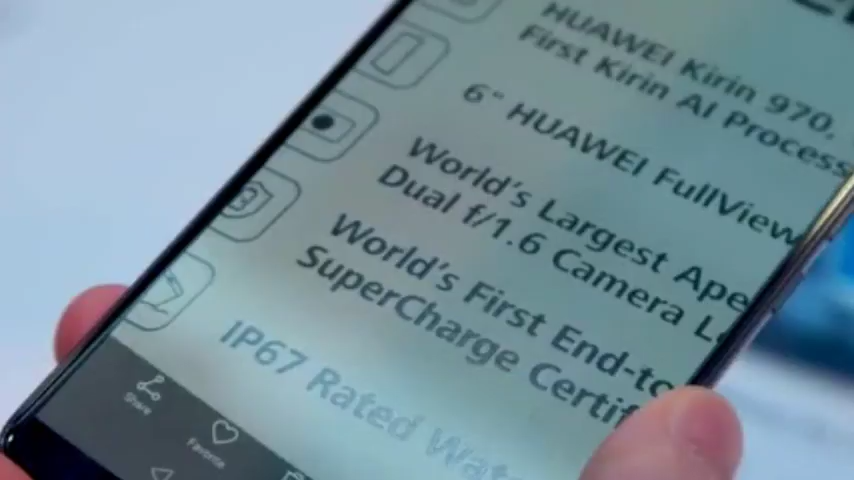 HUAWEI Kirin 970,
First Kirin AI Process
6" HUAWEI FullView
World's Largest Ape
Dual f/1.6 Camera L
World's First End-to
SuperCharge Certif
IP67 Rated Wat
Share
Favorite